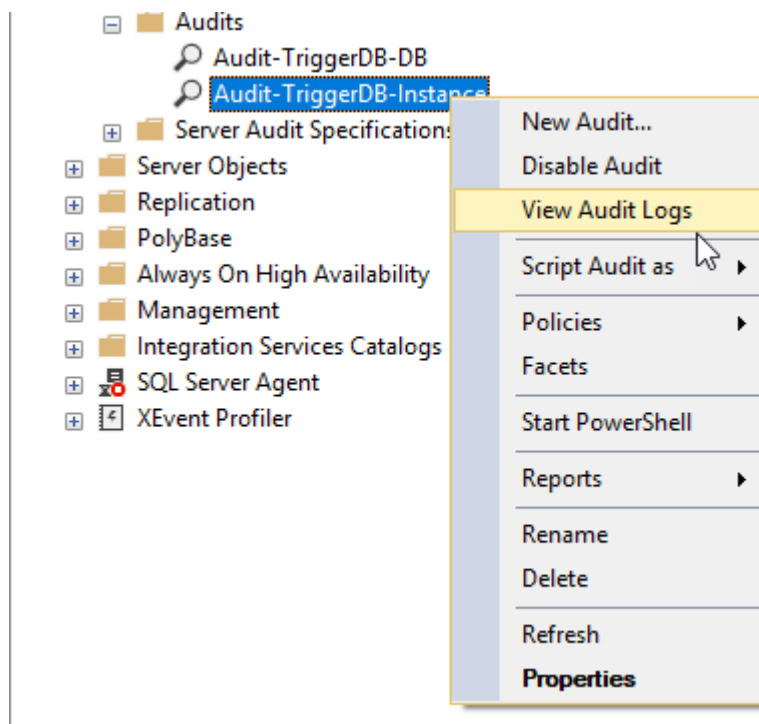 Audits
Audit-TriggerDB-DB
Audit-TriggerDB-Instance
Server Audit Specifications
Server Objects
Replication
PolyBase
Always On High Availability
Management
Integration Services Catalogs
SQL Server Agent
XEvent Profiler
New Audit...
Disable Audit
View Audit Logs
Script Audit as
Policies
Facets
Start PowerShell
Reports
Rename
Delete
Refresh
Properties